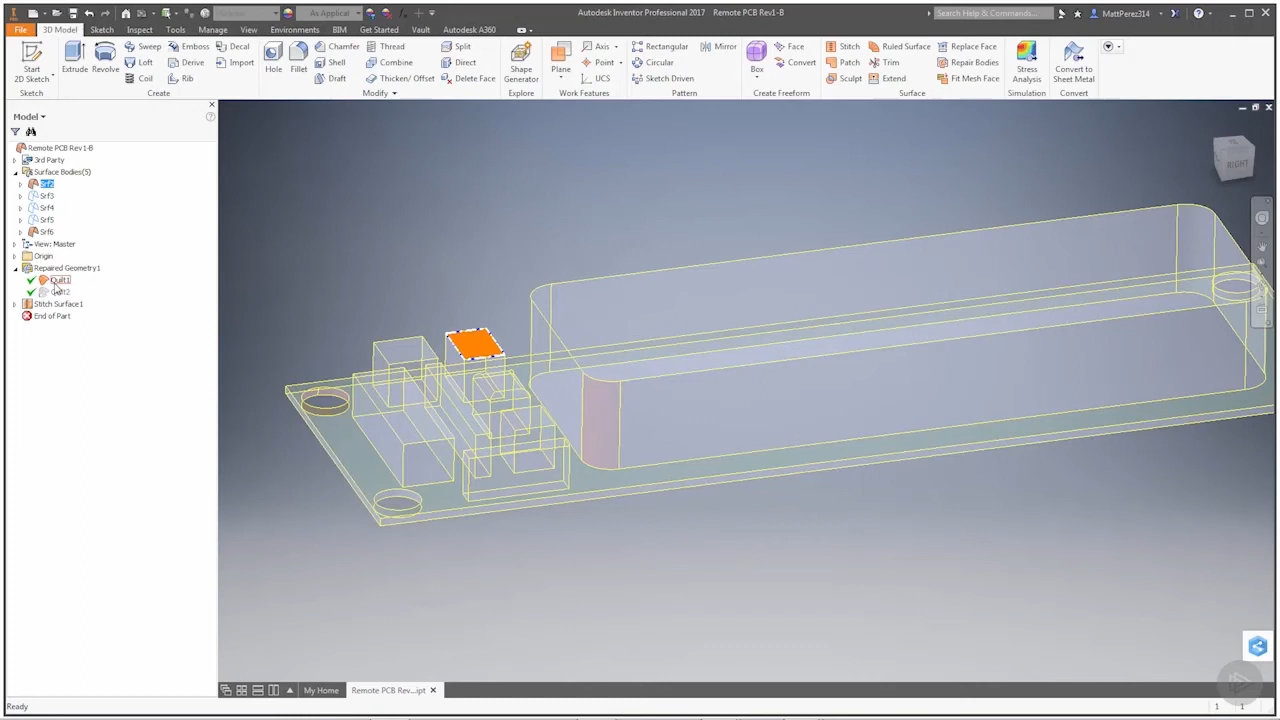 As Applied
Autodesk Inventor Professional 2017 Remote PCB Rev1-B
Search Help & Commands...
MattPerez314
File 3D Model Sketch Inspect Tools Manage View Environments BIM Get Started Vault Autodesk A360
Start 2D Sketch
Sketch
Extrude Revolve
Sweep Emboss Decal
Loft Derive Import
Coil Rib
Create
Hole Fillet
Chamfer Thread Split
Shell Combine Direct
Draft Thicken/ Offset Delete Face
Modify
Shape Generator
Explore
Plane
Axis
Point
UCS
Work Features
Rectangular Mirror
Circular
Sketch Driven
Pattern
Box
Face
Convert
Create Freeform
Stitch Ruled Surface Replace Face
Patch Trim Repair Bodies
Sculpt Extend Fit Mesh Face
Surface
Stress Analysis
Simulation
Convert to Sheet Metal
Convert
Model
Remote PCB Rev1-B
3rd Party
Surface Bodies(5)
Srf2
Srf3
Srf4
Srf5
Srf6
View: Master
Origin
Repaired Geometry1
Quilt1
Stitch Surface1
End of Part
RIGHT
My Home Remote PCB Rev...ipt
Ready
1 1